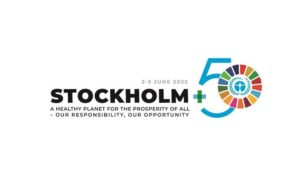 2-3 JUNE 2022
STOCKHOLM+50
A HEALTHY PLANET FOR THE PROSPERITY OF ALL
– OUR RESPONSIBILITY, OUR OPPORTUNITY